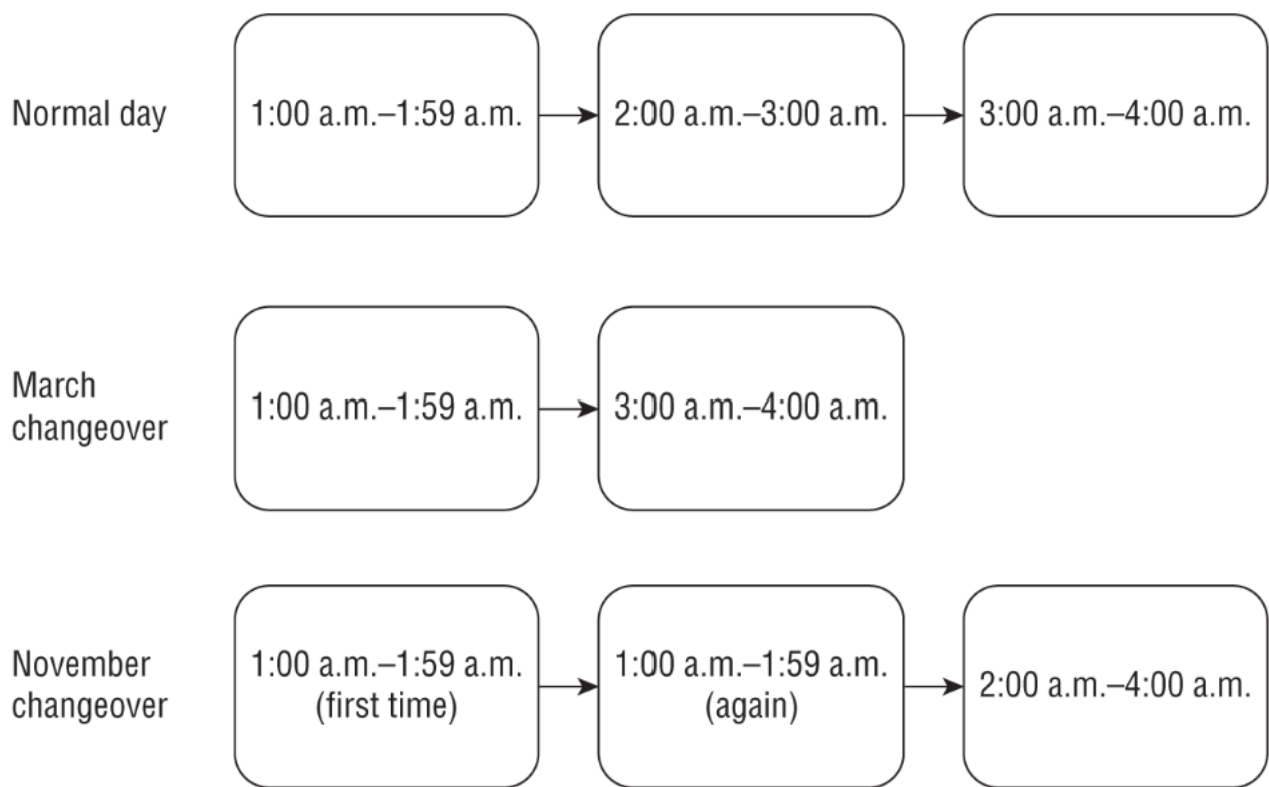 Normal day
1:00 a.m.–1:59 a.m.
2:00 a.m.–3:00 a.m.
3:00 a.m.–4:00 a.m.
March
changeover
1:00 a.m.–1:59 a.m.
3:00 a.m.–4:00 a.m.
November
changeover
1:00 a.m.–1:59 a.m.
(first time)
1:00 a.m.–1:59 a.m.
(again)
2:00 a.m.–4:00 a.m.